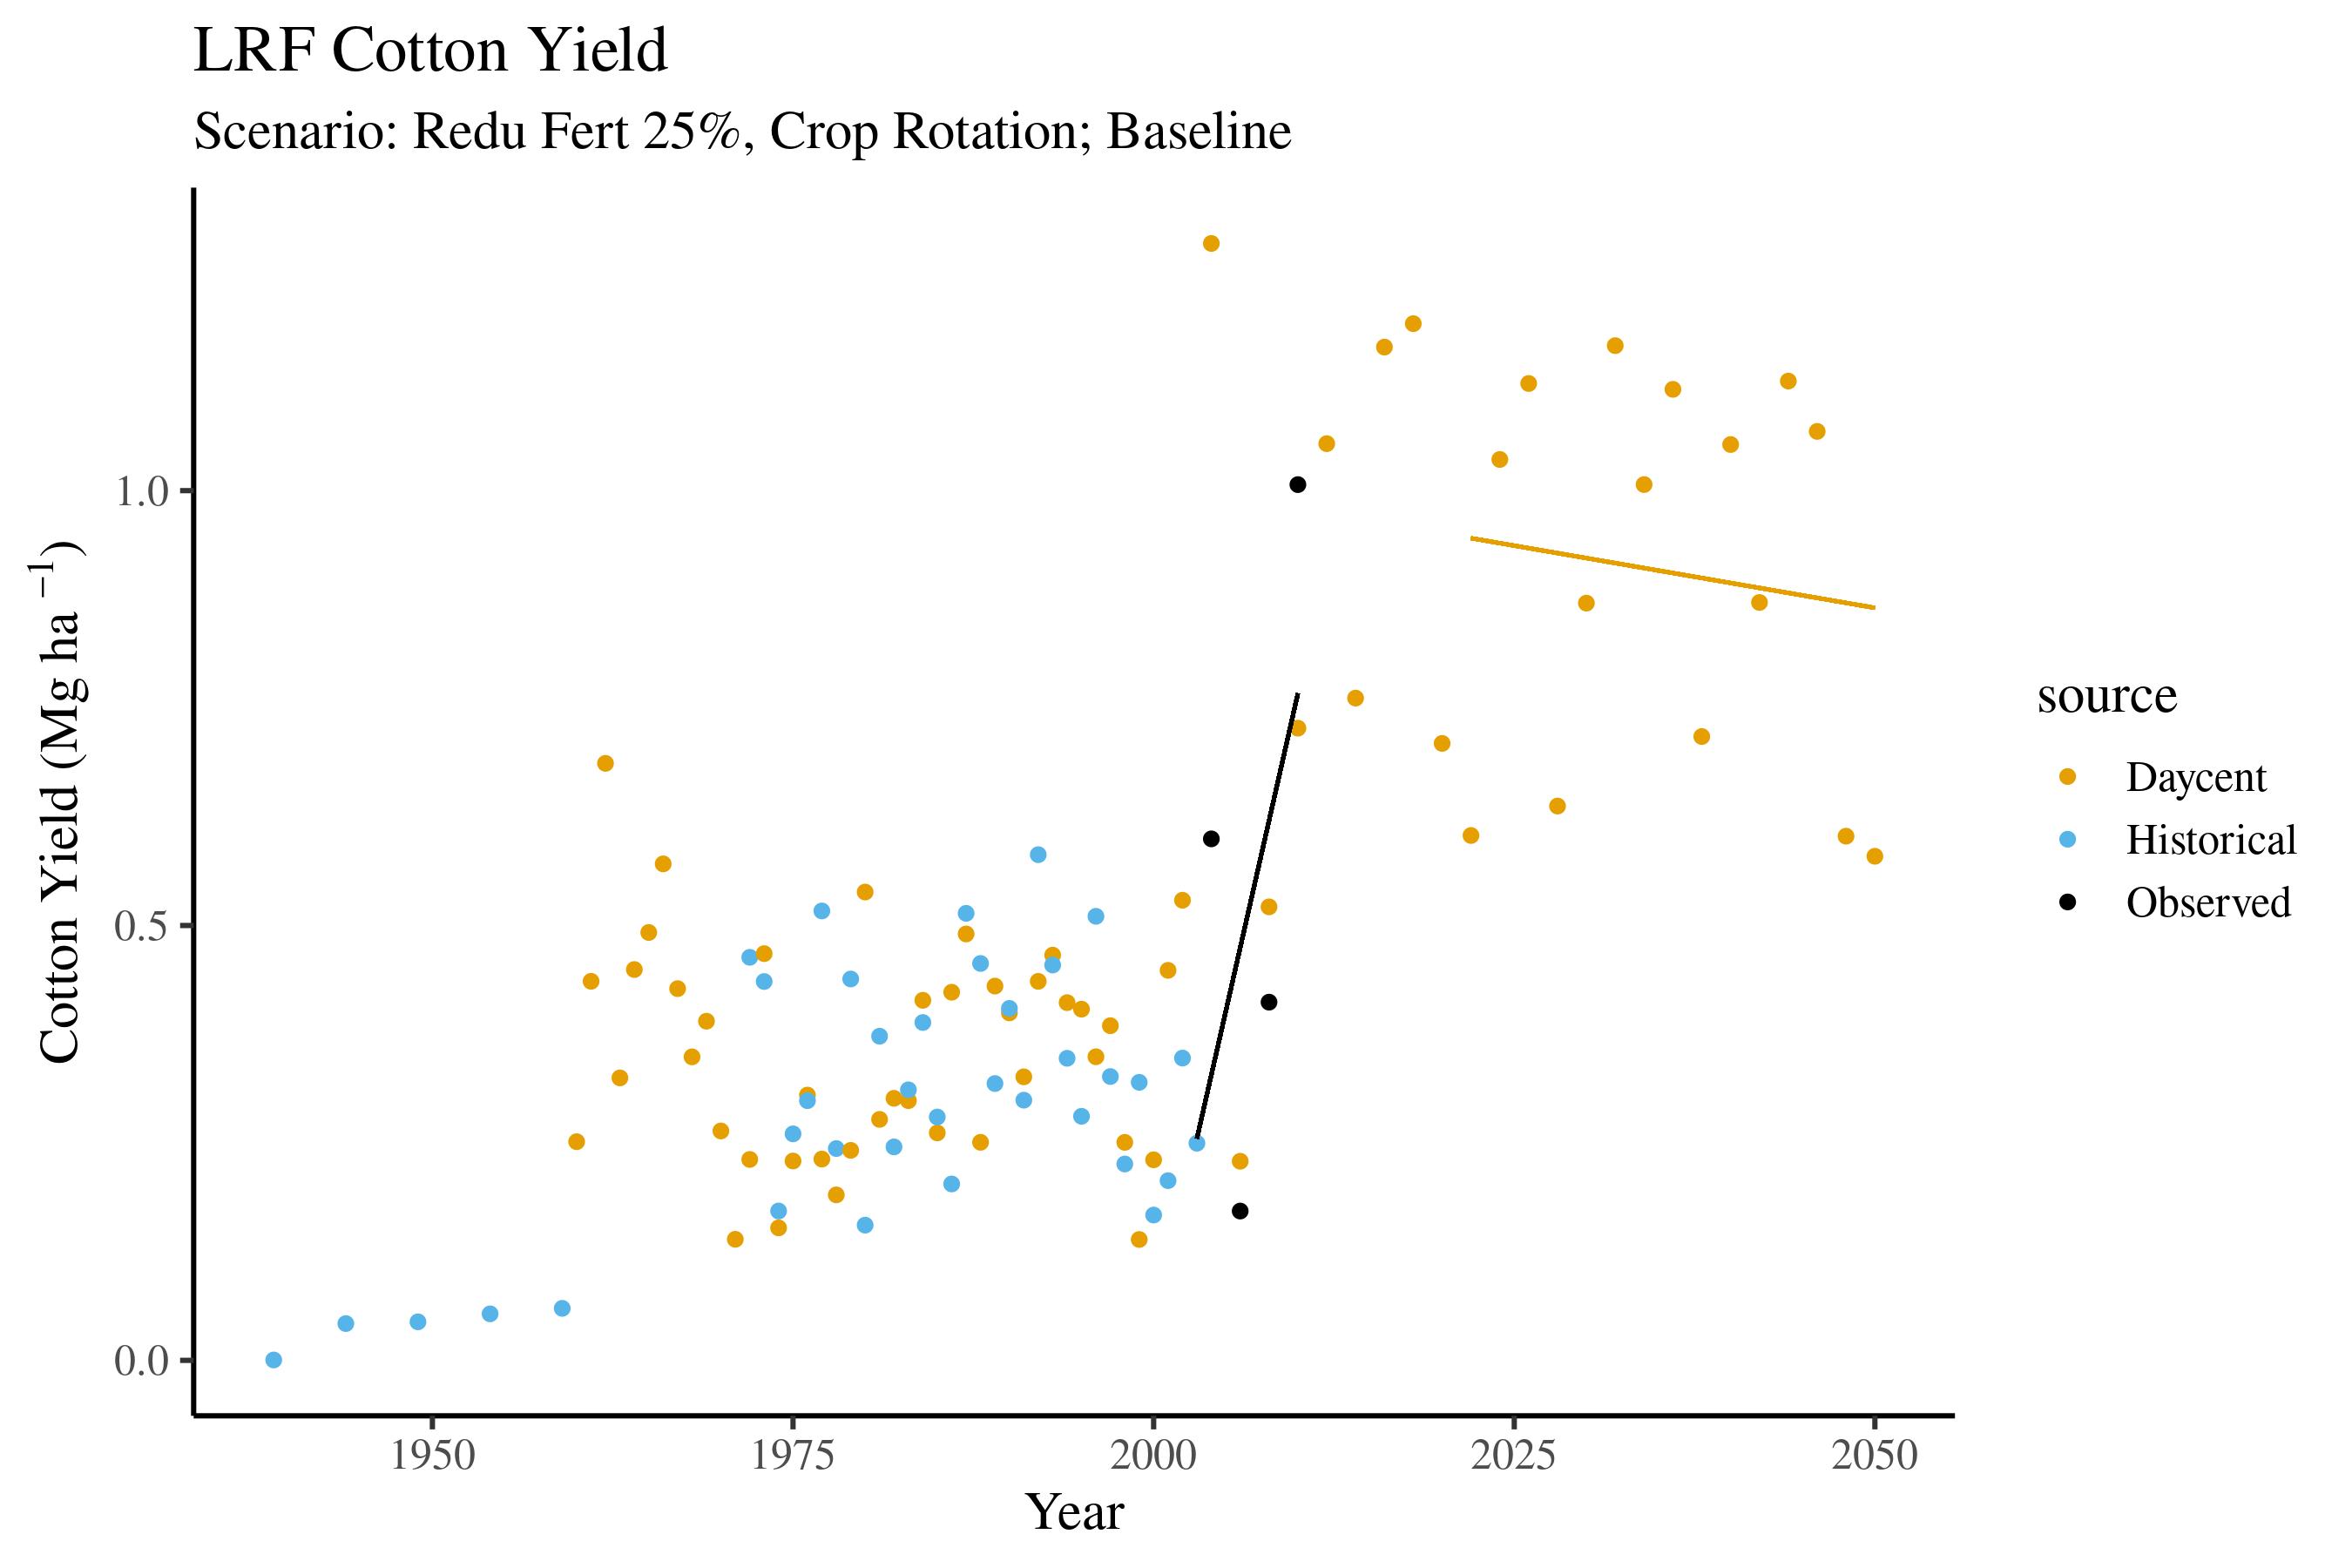 LRF Cotton Yield
Scenario: Redu Fert 25%, Crop Rotation; Baseline
Cotton Yield (Mg ha −1)
1.0
0.5
0.0
1950 1975 2000 2025 2050
Year
source
Daycent
Historical
Observed